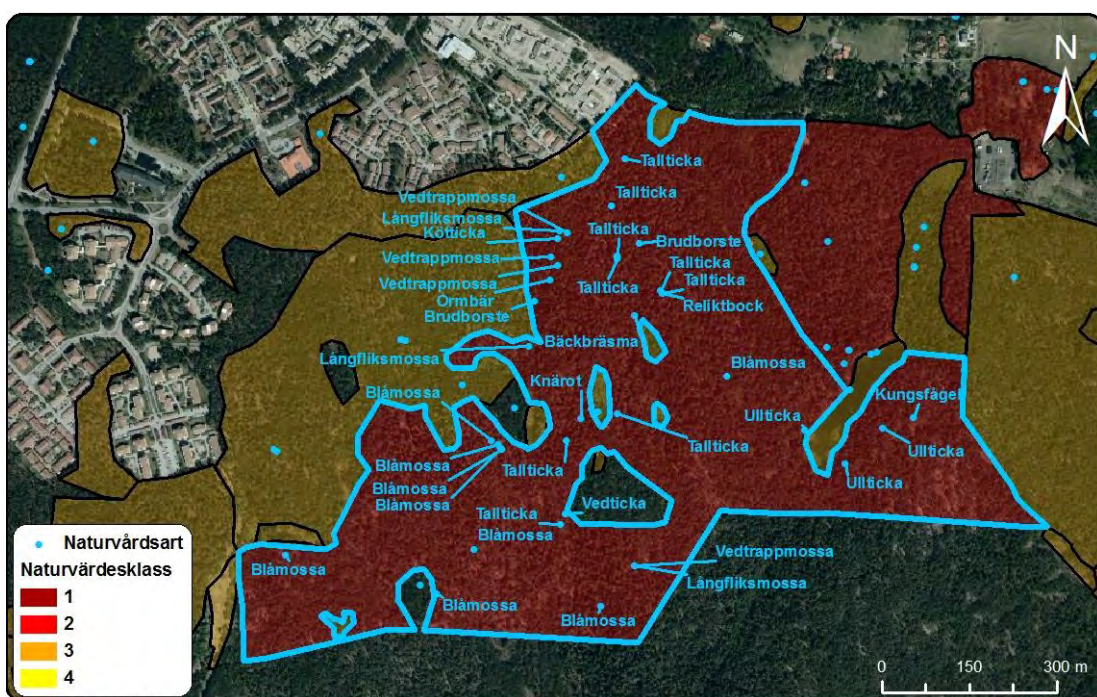 N
Tallticka
Tallticka
Vedtrappmossa
Långfliksmossa
Kötticka
Tallticka
Brudborste
Vedtrappmossa
Tallticka
Tallticka
Tallticka
Vedtrappmossa
Reliktbock
Ormbär
Brudborste
Bäckbräsma
Långfliksmossa
Blåmossa
Knärot
Blåmossa
Kungsfågel
Ullticka
Tallticka
Ullticka
Blåmossa
Tallticka
Ullticka
Blåmossa
Blåmossa
Vedticka
Tallticka
Blåmossa
Vedtrappmossa
Långfliksmossa
Blåmossa
Blåmossa
Blåmossa
Naturvårdsart
Naturvärdesklass
1
2
3
4
0 150 300 m